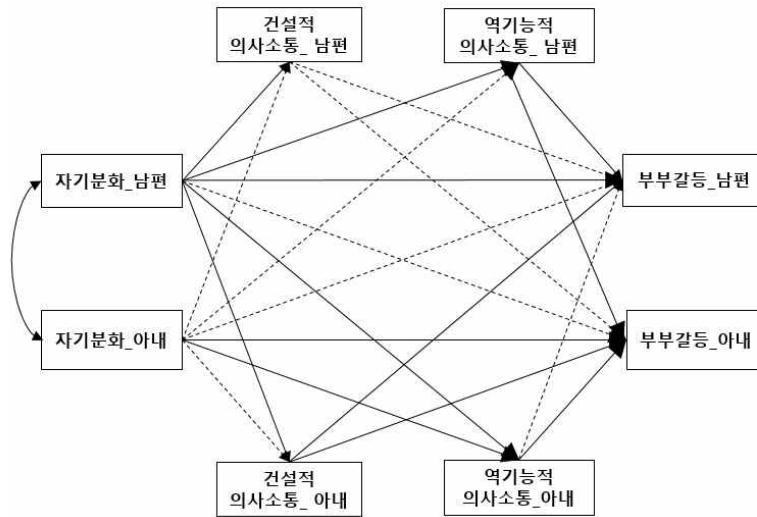 건설적
의사소통_ 남편
역기능적
의사소통_ 남편
자기분화_남편
부부갈등_남편
자기분화_아내
부부갈등_아내
건설적
의사소통_ 아내
역기능적
의사소통_아내